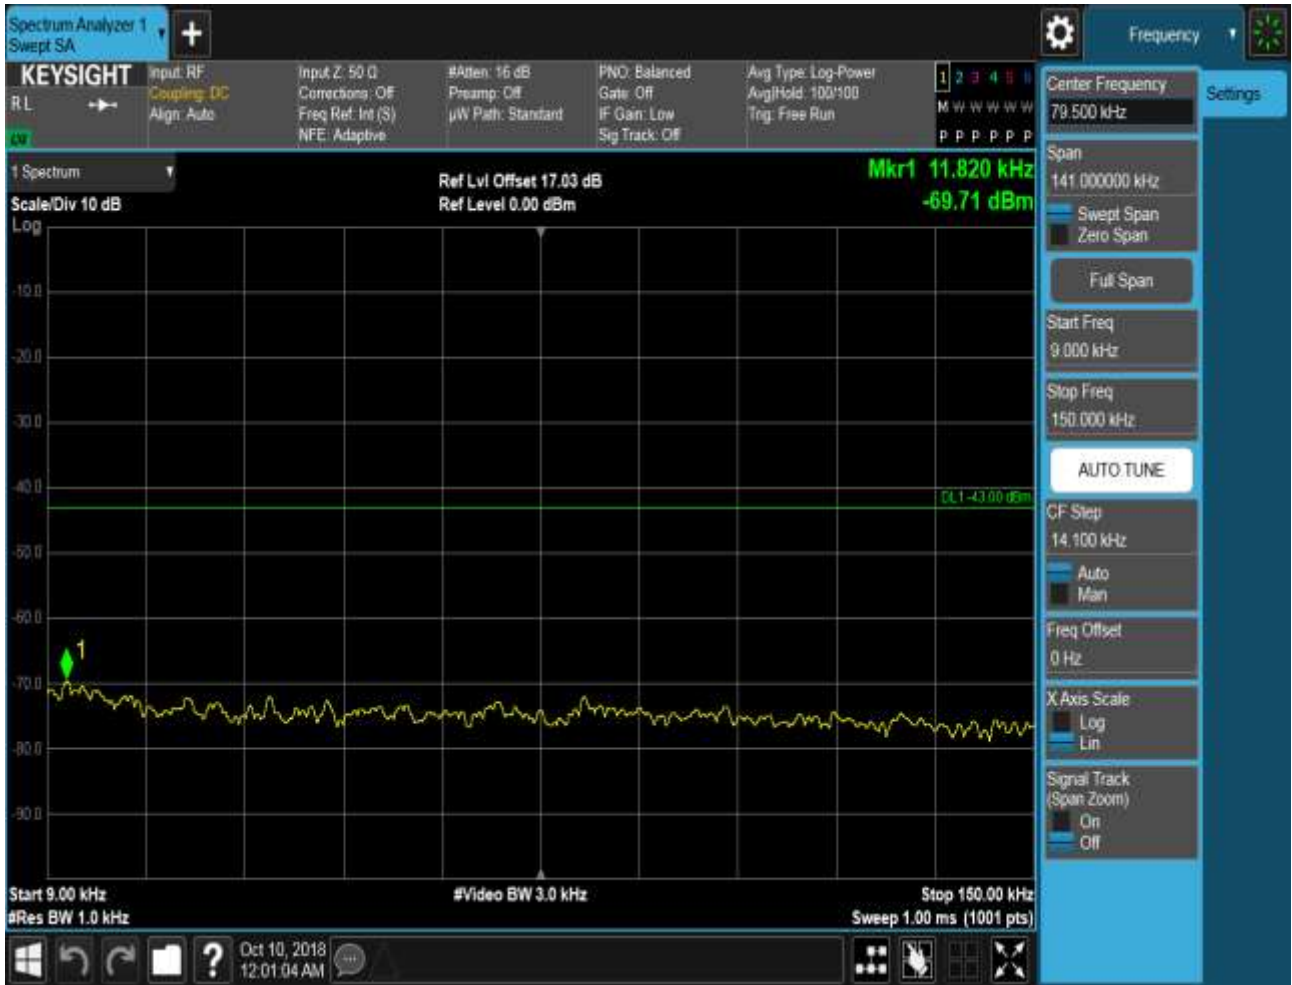 Spectrum Analyzer 1
Swept SA
Frequency
KEYSIGHT
R L
Input: RF
Coupling: DC
Align: Auto
Input Z: 50 Ω
Corrections: Off
Freq Ref: Int (S)
NFE: Adaptive
#Atten: 16 dB
Preamp: Off
µW Path: Standard
PNO: Balanced
Gate: Off
IF Gain: Low
Sig Track: Off
Avg Type: Log-Power
Avg|Hold: 100/100
Trig: Free Run
1 2 3 4 5 6
M W W W W W
P P P P P P
1 Spectrum
Scale/Div 10 dB
Log
Ref Lvl Offset 17.03 dB
Ref Level 0.00 dBm
Mkr1 11.820 kHz
-69.71 dBm
-10.0
-20.0
-30.0
-40.0
-50.0
-60.0
-70.0
-80.0
-90.0
DL1 -43.00 dBm
1
Start 9.00 kHz
#Res BW 1.0 kHz
#Video BW 3.0 kHz
Stop 150.00 kHz
Sweep 1.00 ms (1001 pts)
Oct 10, 2018
12:01:04 AM
Center Frequency
79.500 kHz
Settings
Span
141.000000 kHz
Swept Span
Zero Span
Full Span
Start Freq
9.000 kHz
Stop Freq
150.000 kHz
AUTO TUNE
CF Step
14.100 kHz
Auto
Man
Freq Offset
0 Hz
X Axis Scale
Log
Lin
Signal Track
(Span Zoom)
On
Off